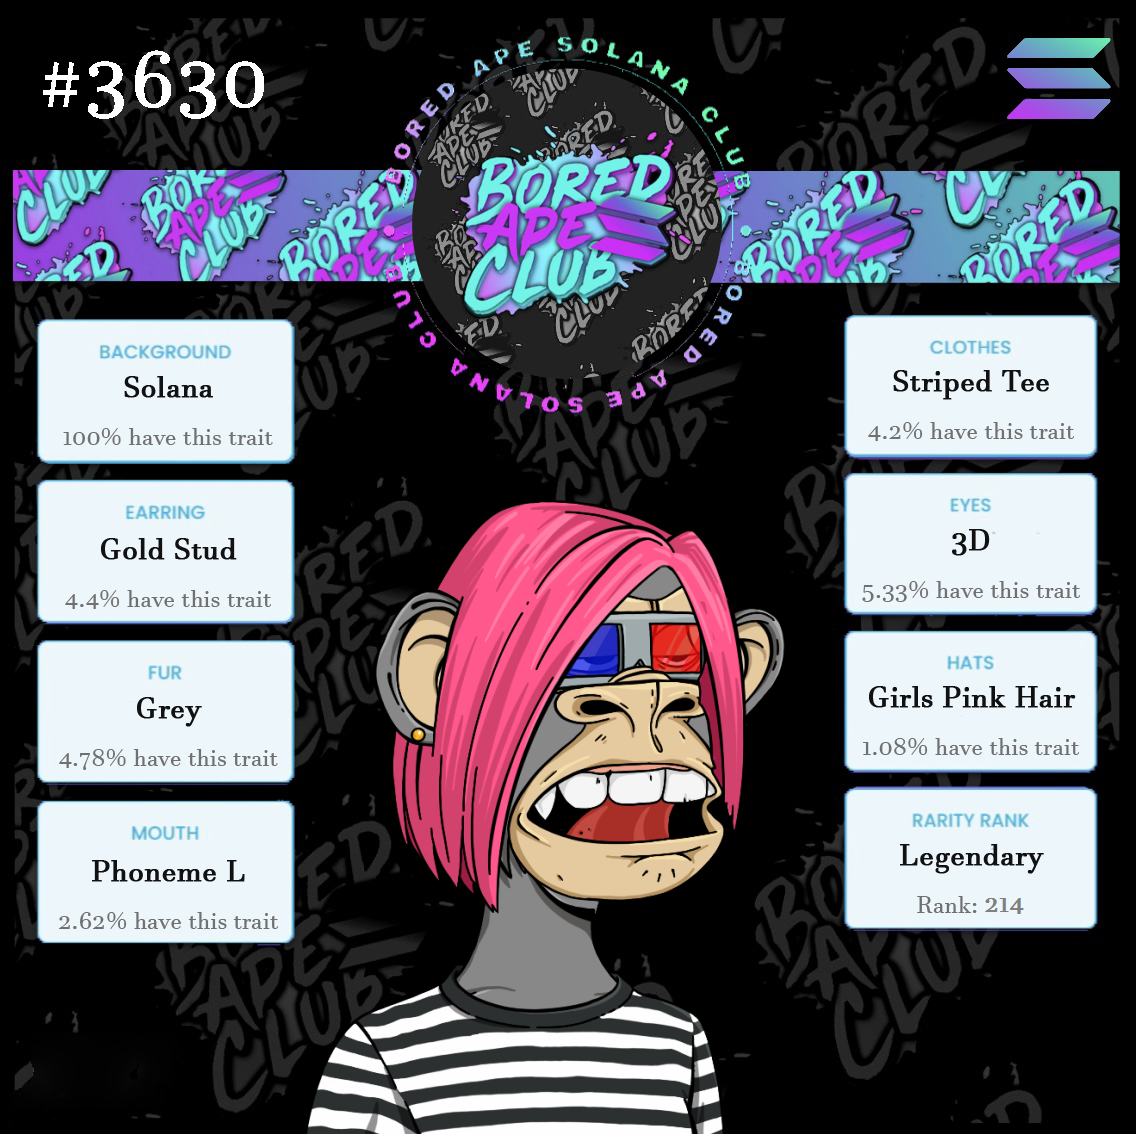 #3630
BORED APE SOLANA CLUB
BORED
APE
CLUB
BORED APE SOLANA CLUB
BACKGROUND
Solana
100% have this trait
EARRING
Gold Stud
4.4% have this trait
FUR
Grey
4.78% have this trait
MOUTH
Phoneme L
2.62% have this trait
CLOTHES
Striped Tee
4.2% have this trait
EYES
3D
5.33% have this trait
HATS
Girls Pink Hair
1.08% have this trait
RARITY RANK
Legendary
Rank: 214